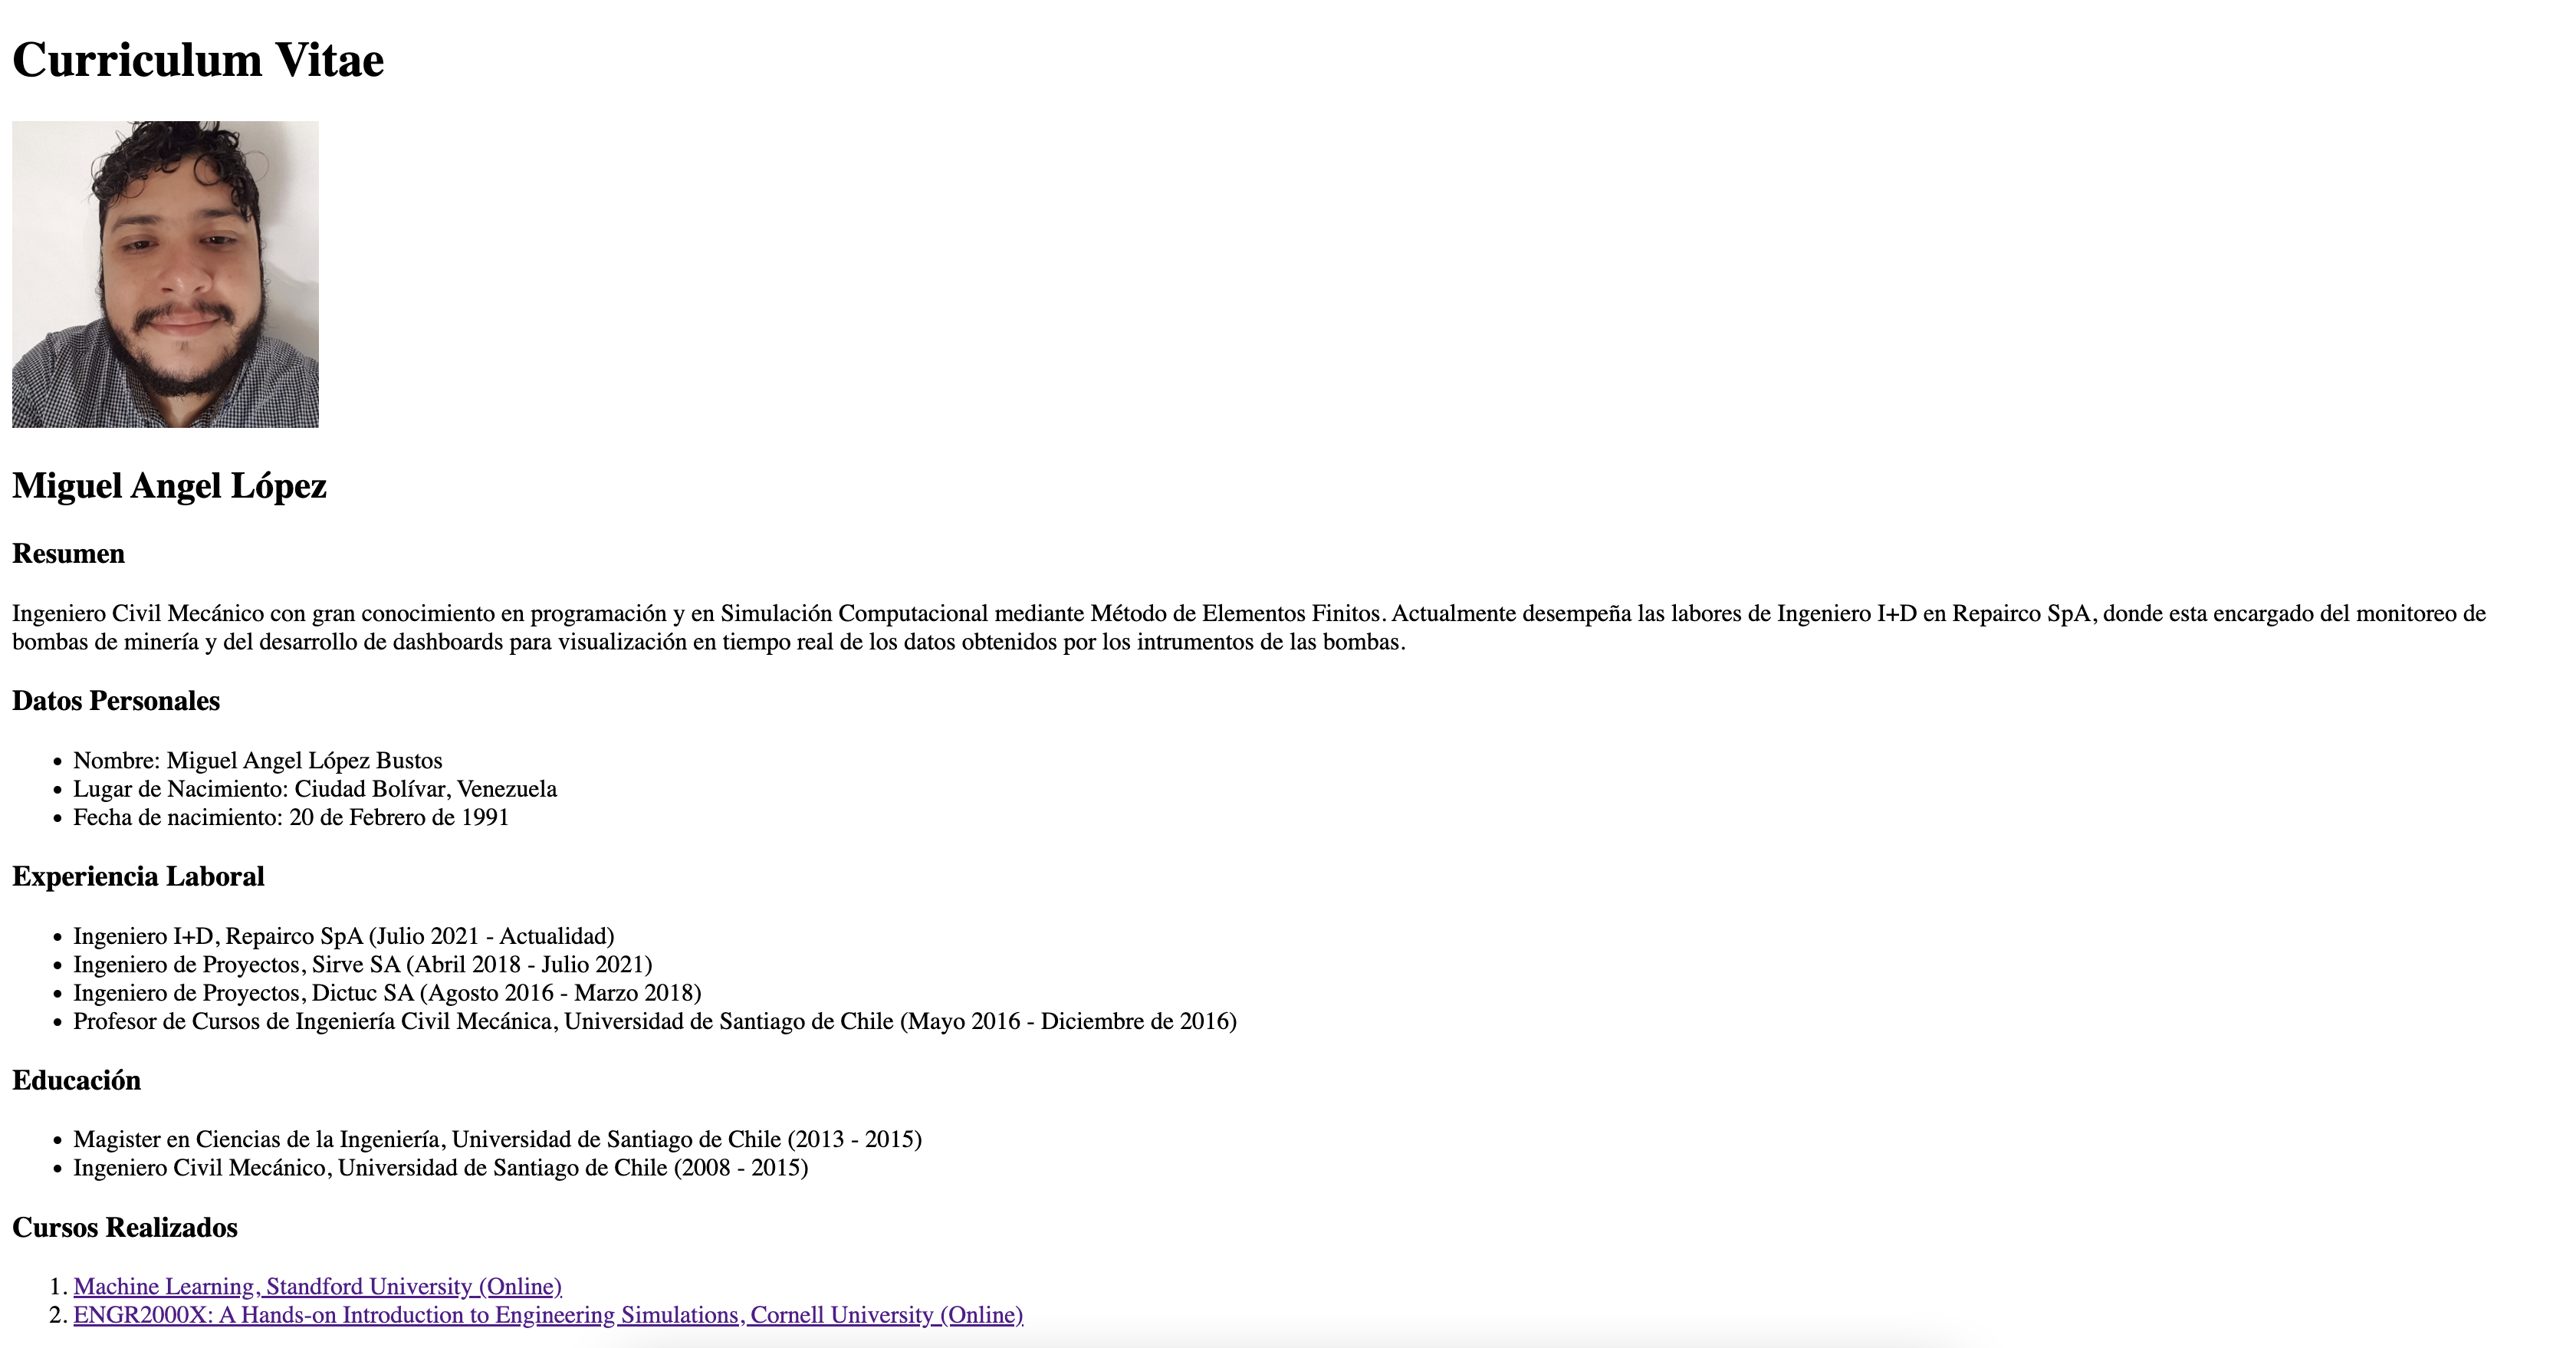 Curriculum Vitae
Miguel Angel López
Resumen
Ingeniero Civil Mecánico con gran conocimiento en programación y en Simulación Computacional mediante Método de Elementos Finitos. Actualmente desempeña las labores de Ingeniero I+D en Repairco SpA, donde esta encargado del monitoreo de
bombas de minería y del desarrollo de dashboards para visualización en tiempo real de los datos obtenidos por los intrumentos de las bombas.
Datos Personales
• Nombre: Miguel Angel López Bustos
• Lugar de Nacimiento: Ciudad Bolívar, Venezuela
• Fecha de nacimiento: 20 de Febrero de 1991
Experiencia Laboral
• Ingeniero I+D, Repairco SpA (Julio 2021 - Actualidad)
• Ingeniero de Proyectos, Sirve SA (Abril 2018 - Julio 2021)
• Ingeniero de Proyectos, Dictuc SA (Agosto 2016 - Marzo 2018)
• Profesor de Cursos de Ingeniería Civil Mecánica, Universidad de Santiago de Chile (Mayo 2016 - Diciembre de 2016)
Educación
• Magister en Ciencias de la Ingeniería, Universidad de Santiago de Chile (2013 - 2015)
• Ingeniero Civil Mecánico, Universidad de Santiago de Chile (2008 - 2015)
Cursos Realizados
1. Machine Learning, Standford University (Online)
2. ENGR2000X: A Hands-on Introduction to Engineering Simulations, Cornell University (Online)